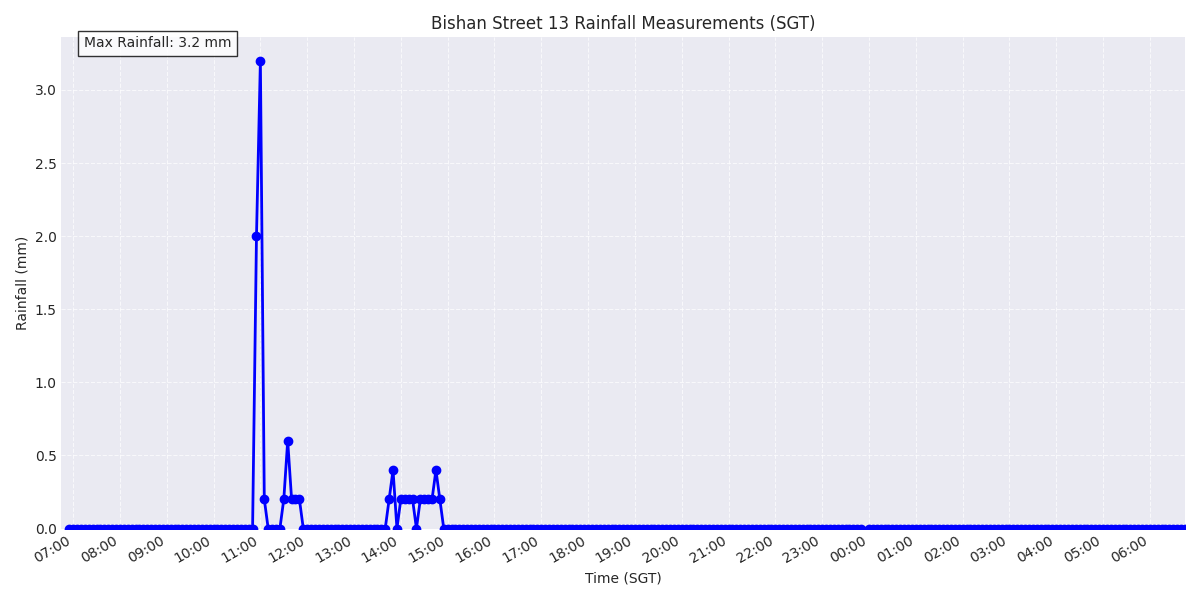 Bishan Street 13 Rainfall Measurements (SGT)
Max Rainfall: 3.2 mm
Rainfall (mm)
3.0
2.5
2.0
1.5
1.0
0.5
0.0
07:00 08:00 09:00 10:00 11:00 12:00 13:00 14:00 15:00 16:00 17:00 18:00 19:00 20:00 21:00 22:00 23:00 00:00 01:00 02:00 03:00 04:00 05:00 06:00
Time (SGT)